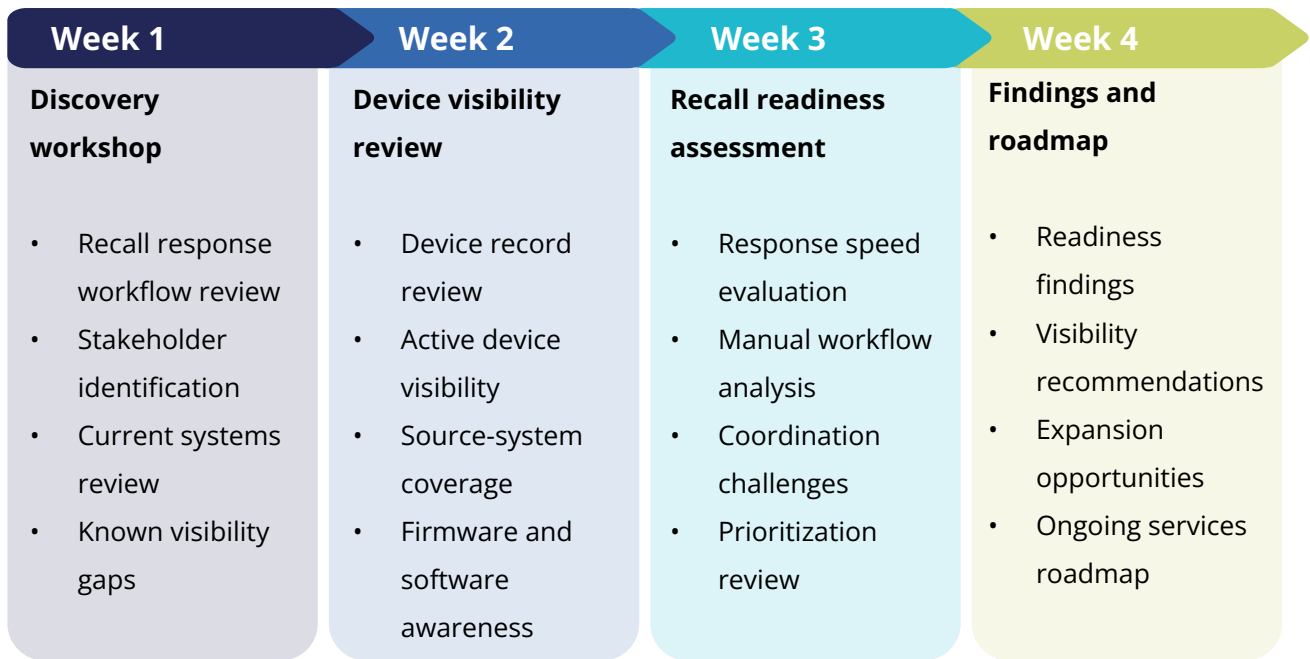 Week 1
Discovery
workshop
• Recall response
workflow review
• Stakeholder
identification
• Current systems
review
• Known visibility
gaps
Week 2
Device visibility
review
• Device record
review
• Active device
visibility
• Source-system
coverage
• Firmware and
software
awareness
Week 3
Recall readiness
assessment
• Response speed
evaluation
• Manual workflow
analysis
• Coordination
challenges
• Prioritization
review
Week 4
Findings and
roadmap
• Readiness
findings
• Visibility
recommendations
• Expansion
opportunities
• Ongoing services
roadmap